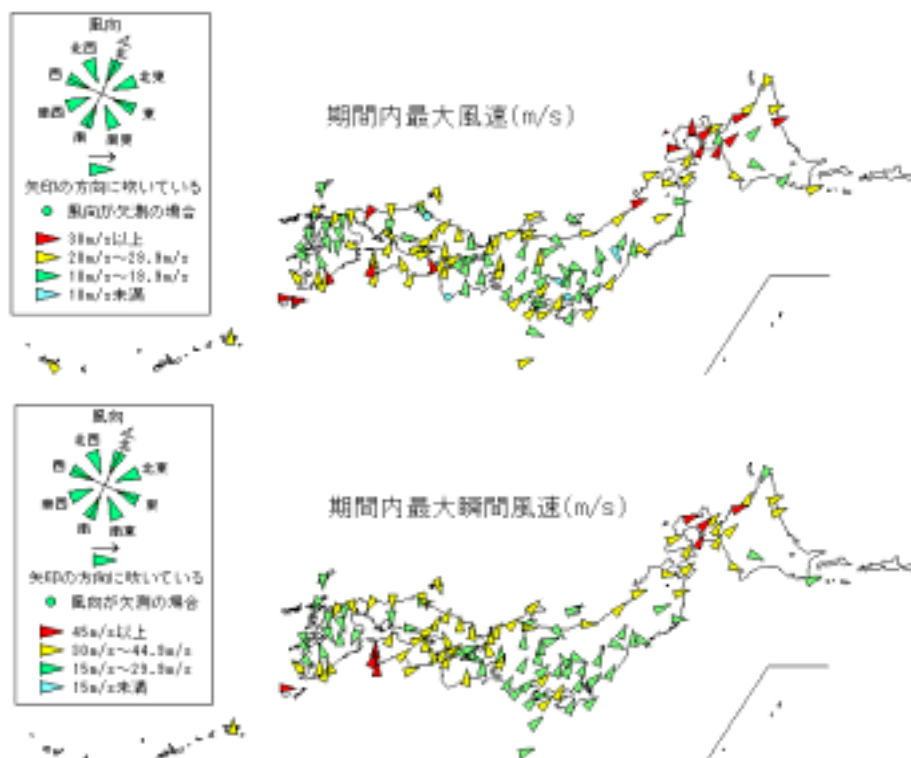 風向
北
北西
西
北東
南西
東
南
南東
矢印の方向に吹いている
風向が欠測の場合
30m/s以上
20m/s～29.9m/s
10m/s～19.9m/s
10m/s未満
期間内最大風速(m/s)
風向
北
北西
西
北東
南西
東
南
南東
矢印の方向に吹いている
風向が欠測の場合
45m/s以上
30m/s～44.9m/s
15m/s～29.9m/s
15m/s未満
期間内最大瞬間風速(m/s)